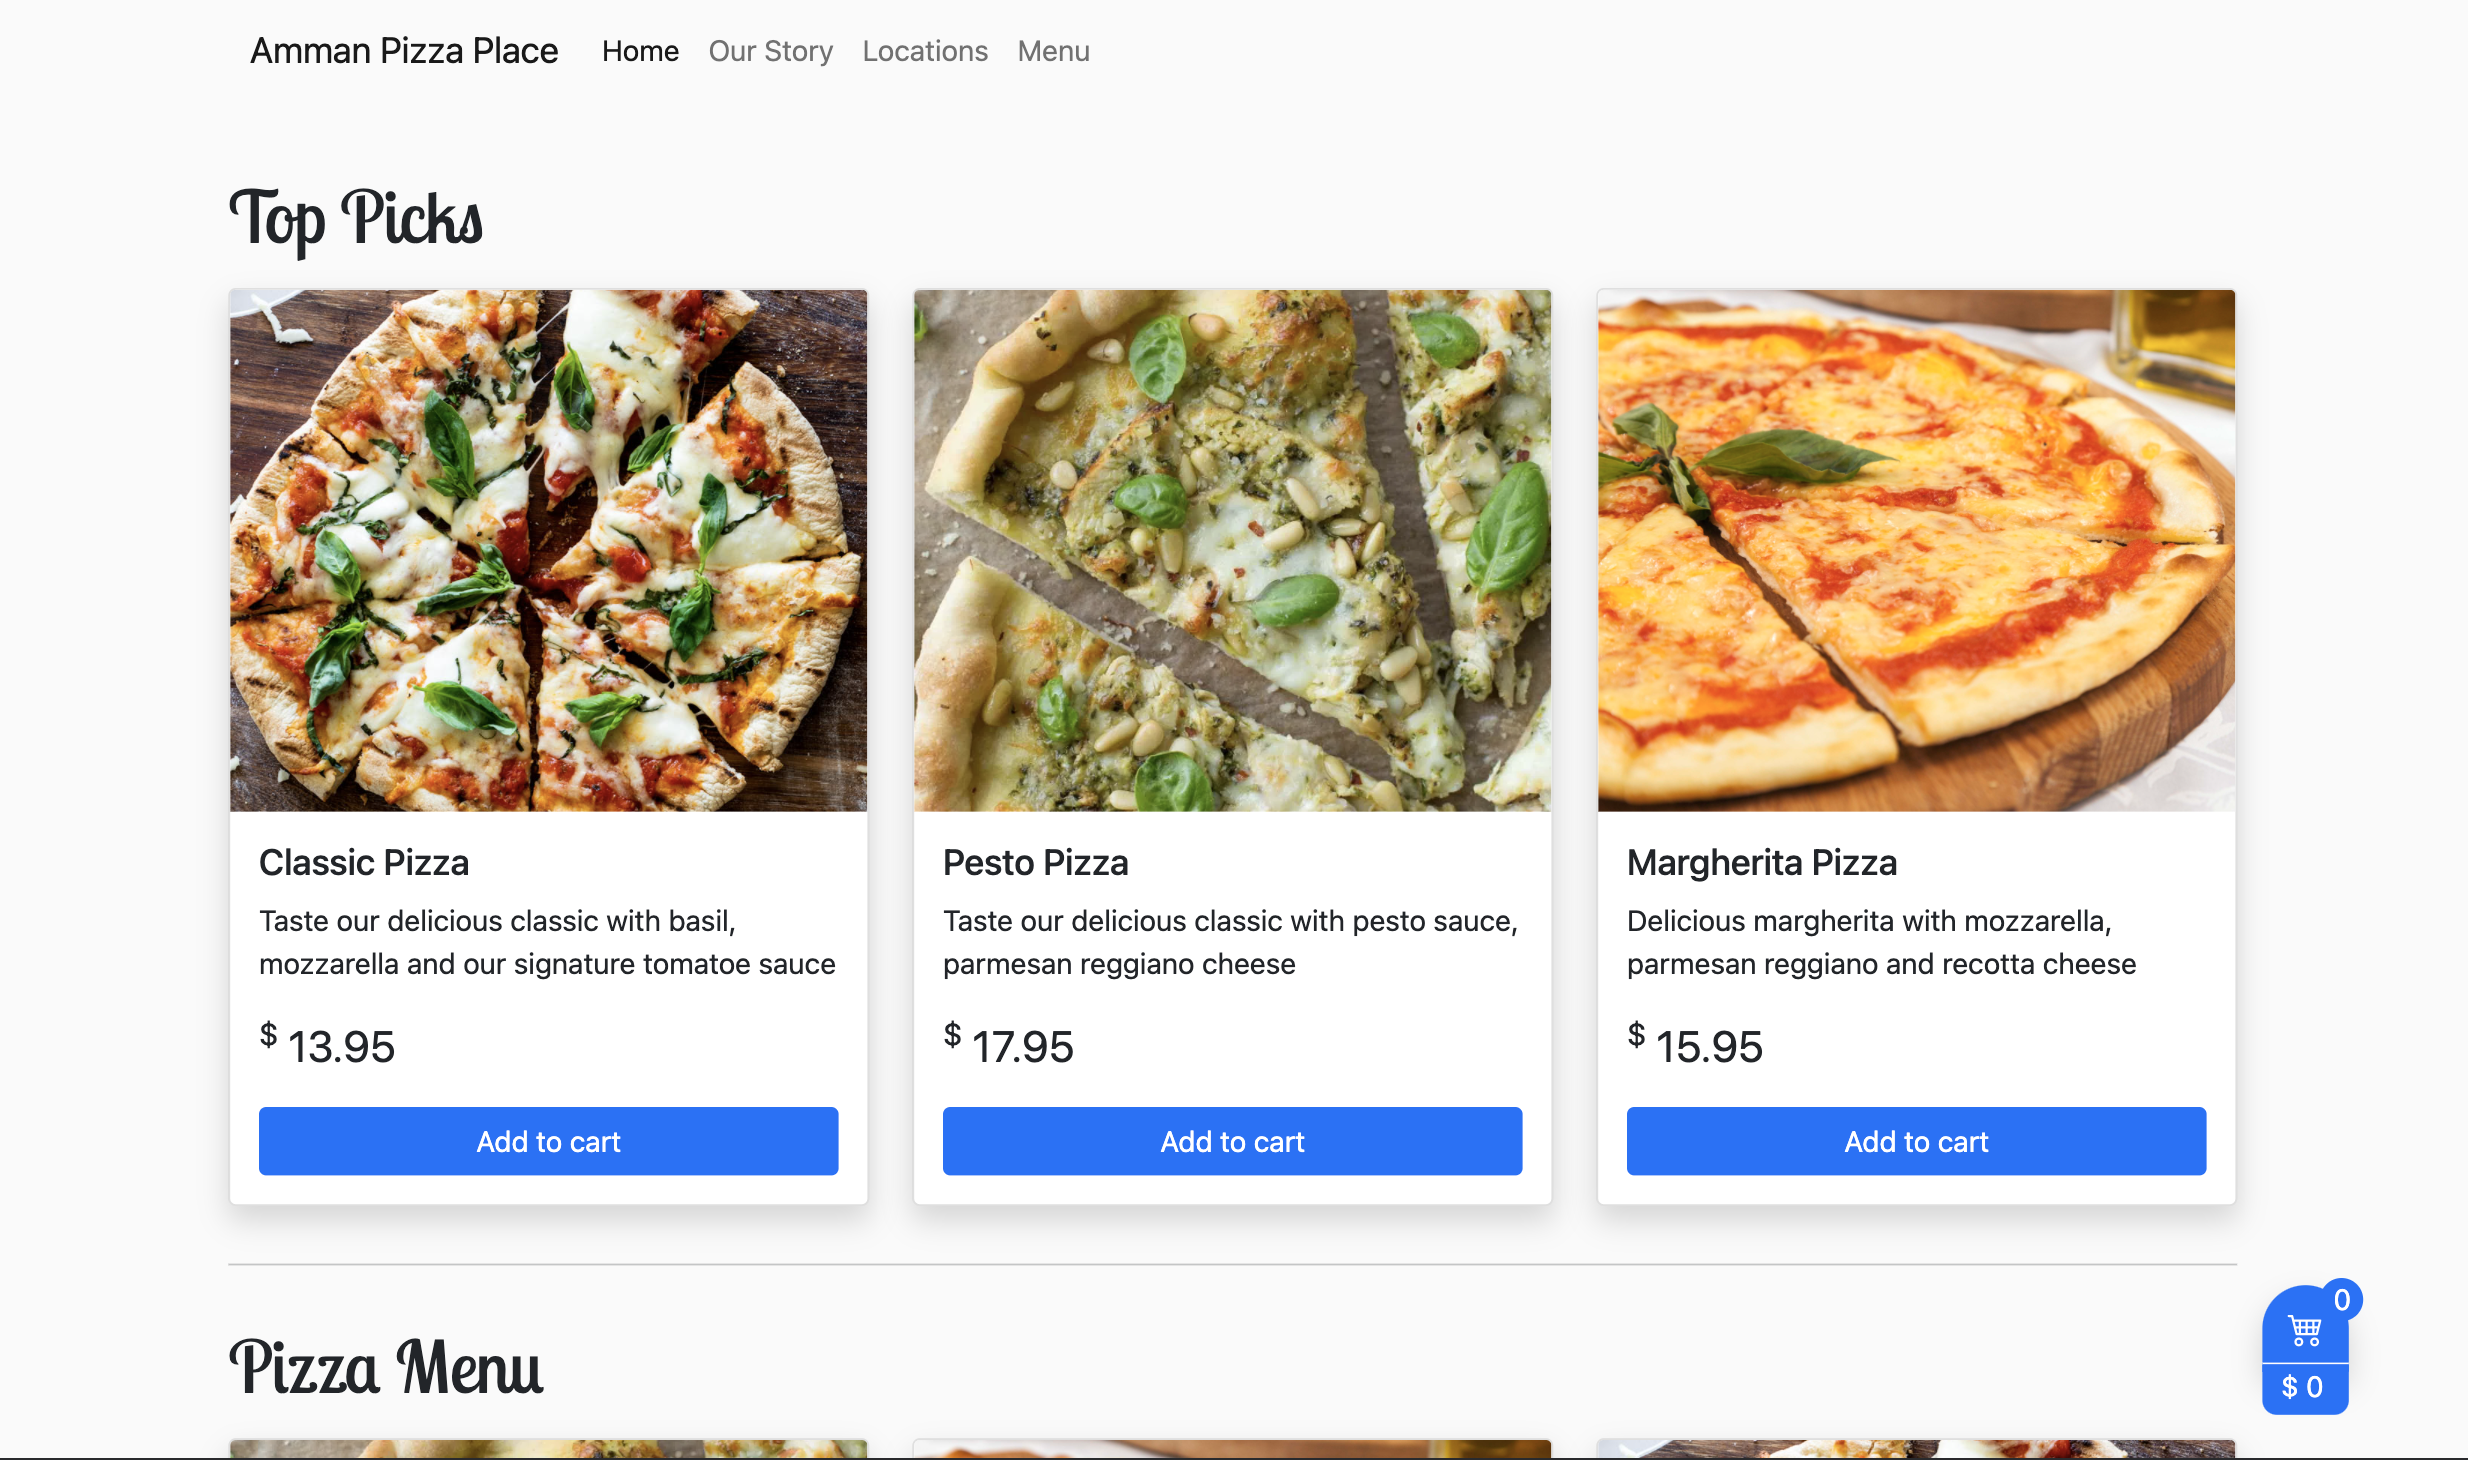 Amman Pizza Place Home Our Story Locations Menu
Top Picks
Classic Pizza
Taste our delicious classic with basil,
mozzarella and our signature tomatoe sauce
$ 13.95
Add to cart
Pesto Pizza
Taste our delicious classic with pesto sauce,
parmesan reggiano cheese
$ 17.95
Add to cart
Margherita Pizza
Delicious margherita with mozzarella,
parmesan reggiano and recotta cheese
$ 15.95
Add to cart
0
$ 0
Pizza Menu